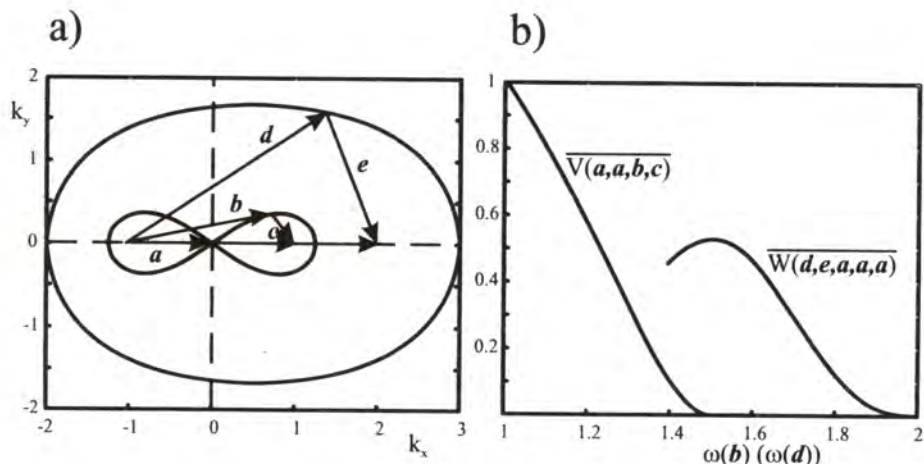 a)
2
k_y
1
0
-1
-2
d
e
b
c
a
-1
0
1
2
3
k_x
b)
1
0.8
0.6
0.4
0.2
V(a,a,b,c)
W(d,e,a,a,a)
1
1.2
1.4
1.6
1.8
2
ω(b) (ω(d))